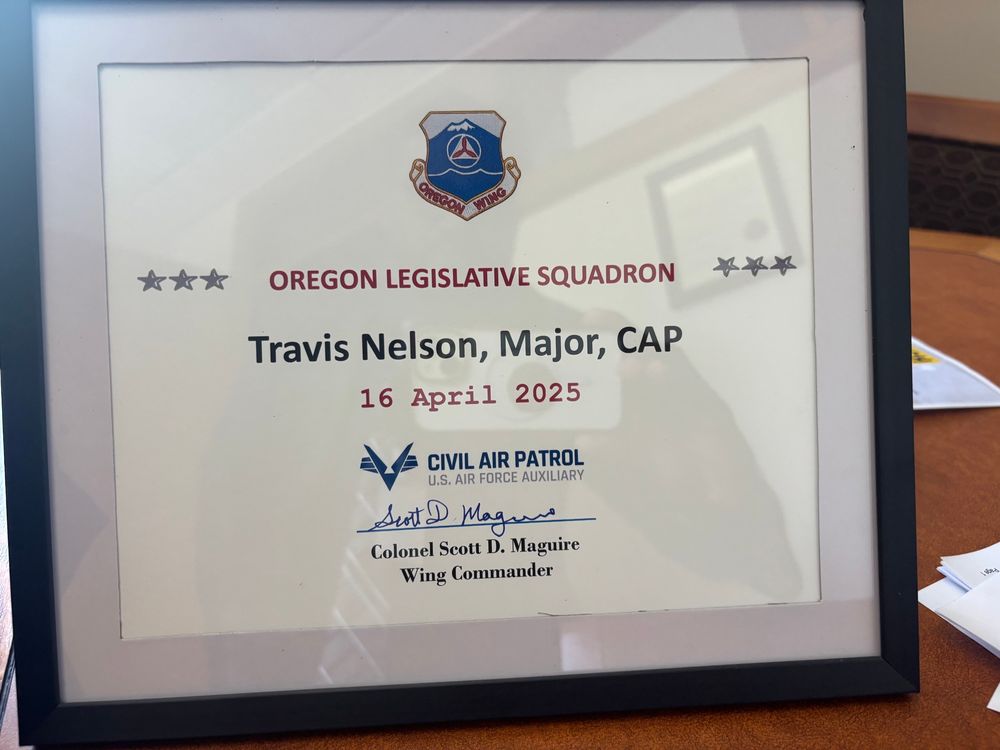 OREGON WING
OREGON LEGISLATIVE SQUADRON
Travis Nelson, Major, CAP
16 April 2025
CIVIL AIR PATROL
U.S. AIR FORCE AUXILIARY
Scott D. Maguire
Colonel Scott D. Maguire
Wing Commander